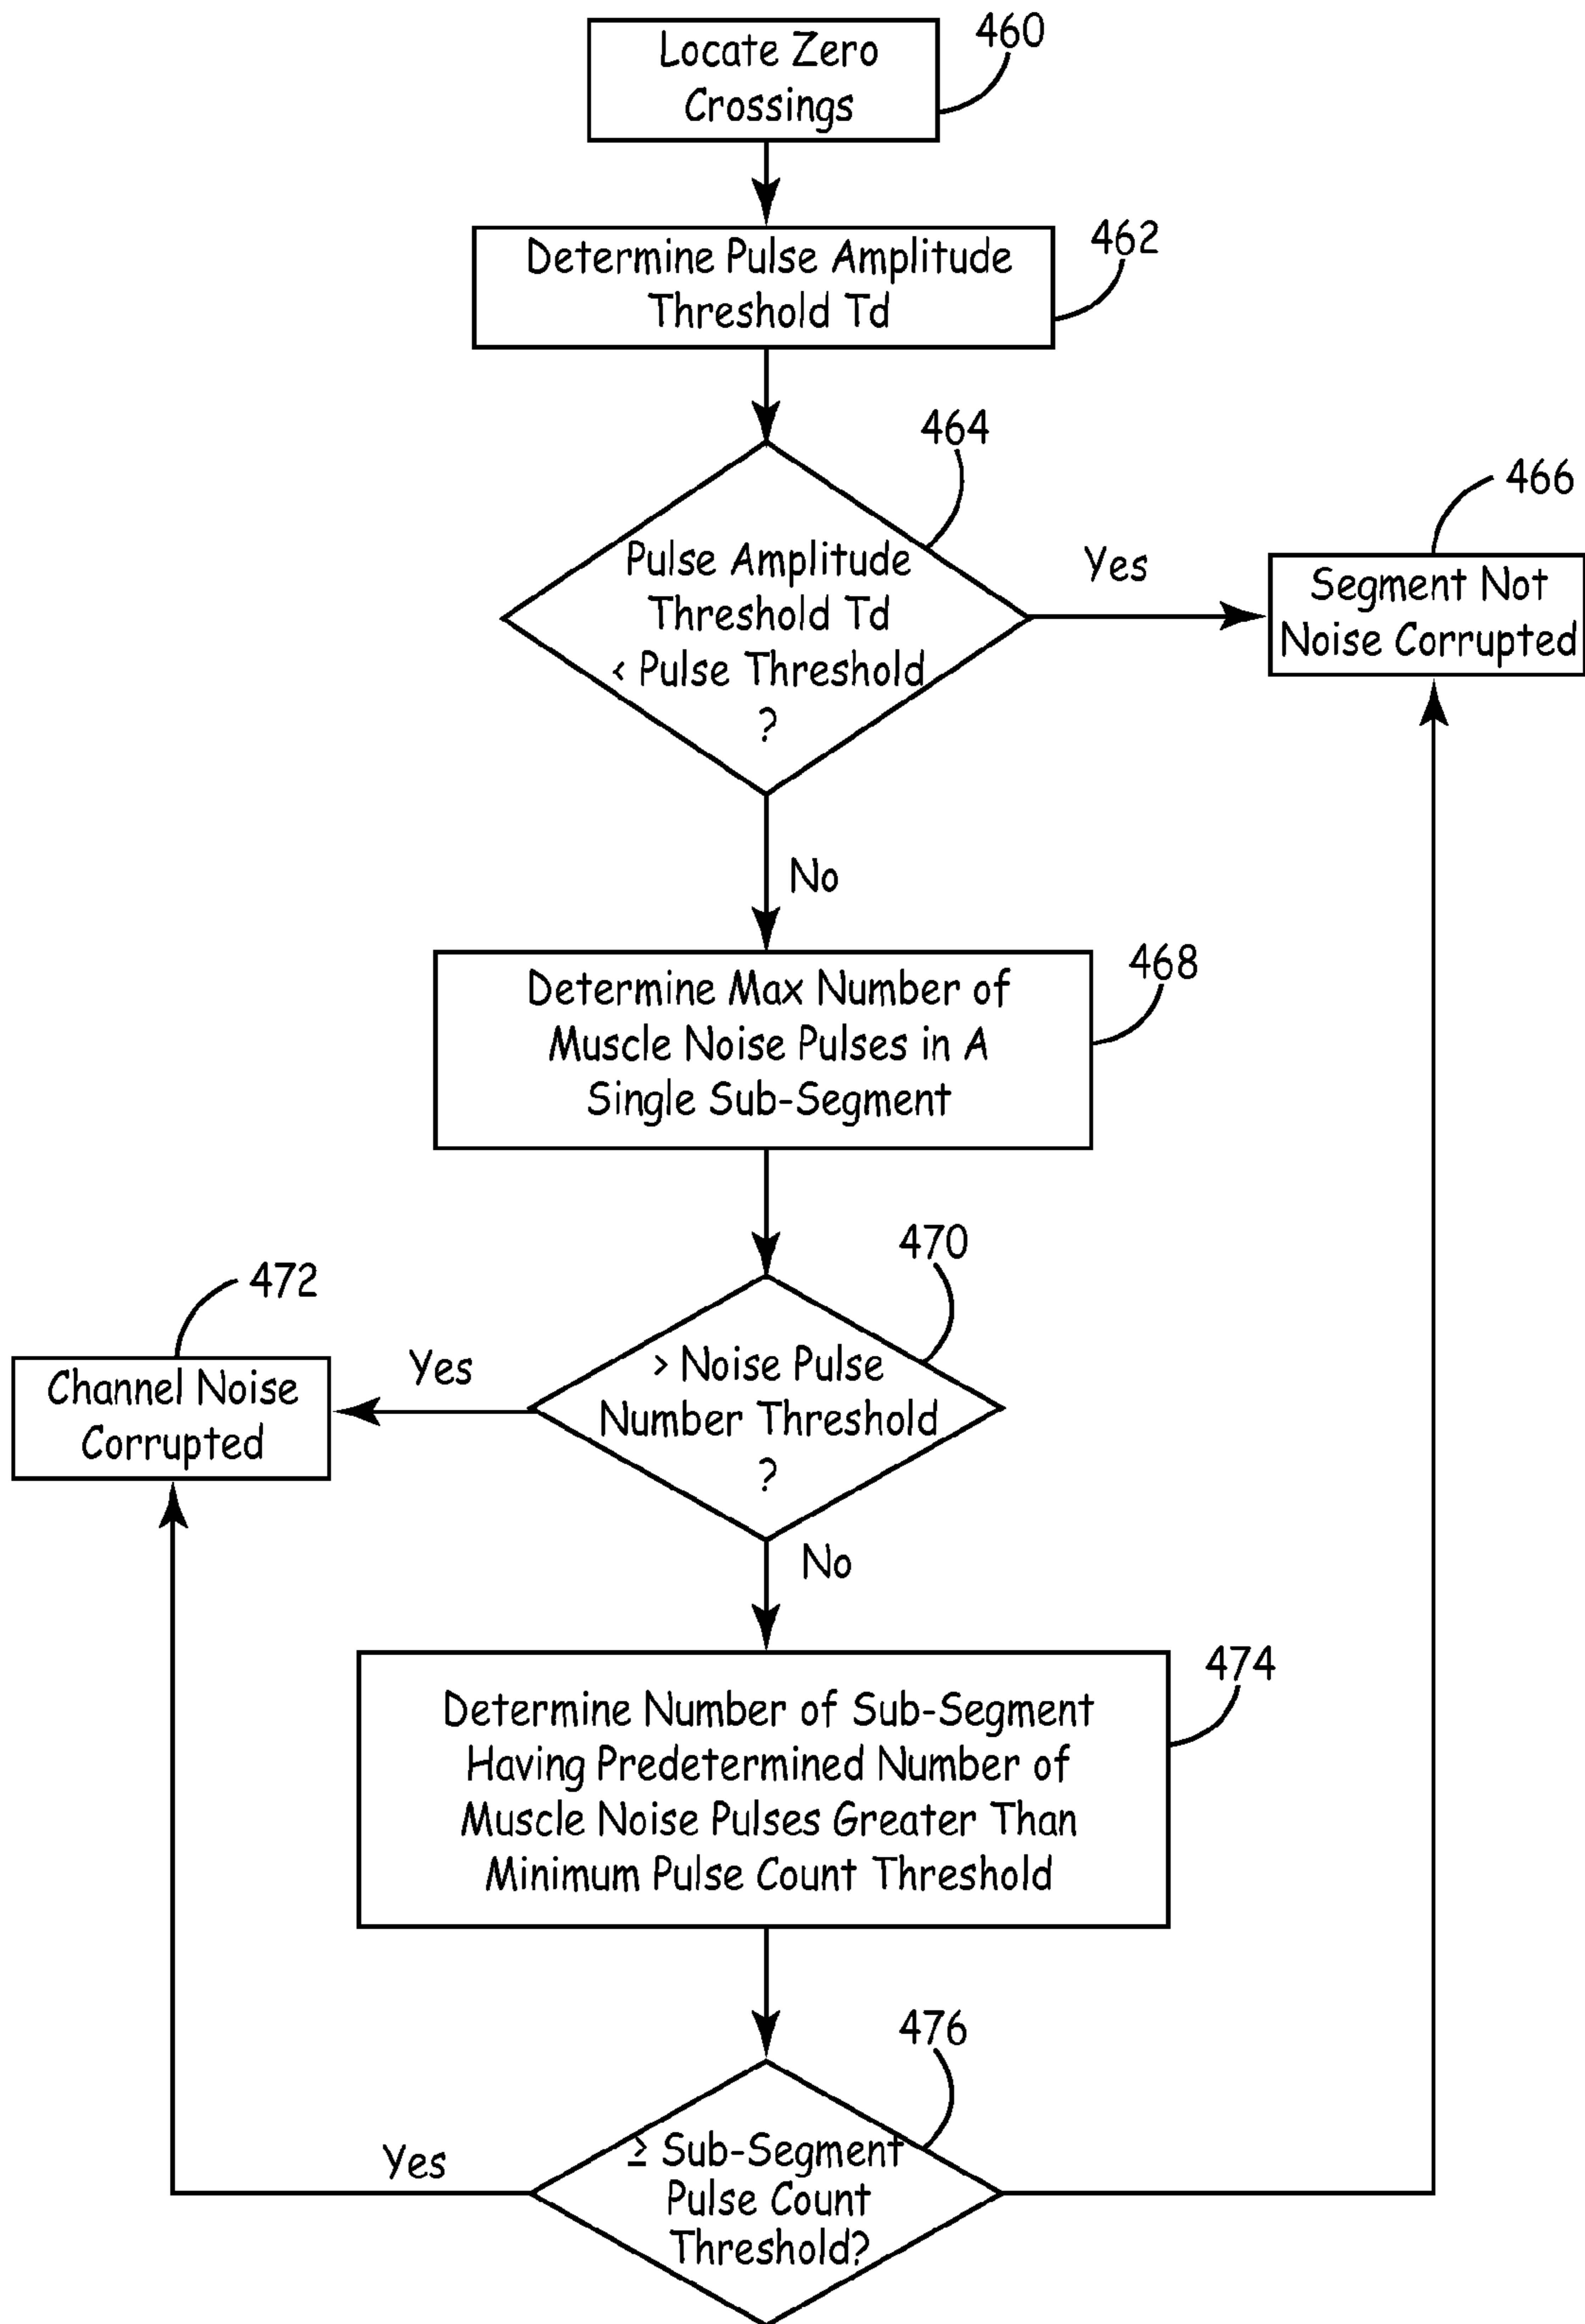 Locate Zero
Crossings
460
Determine Pulse Amplitude
Threshold Td
462
464
Pulse Amplitude
Threshold Td
< Pulse Threshold
?
Yes
466
Segment Not
Noise Corrupted
No
468
Determine Max Number of
Muscle Noise Pulses in A
Single Sub-Segment
470
> Noise Pulse
Number Threshold
?
Yes
472
Channel Noise
Corrupted
No
474
Determine Number of Sub-Segment
Having Predetermined Number of
Muscle Noise Pulses Greater Than
Minimum Pulse Count Threshold
476
≥ Sub-Segment
Pulse Count
Threshold?
Yes